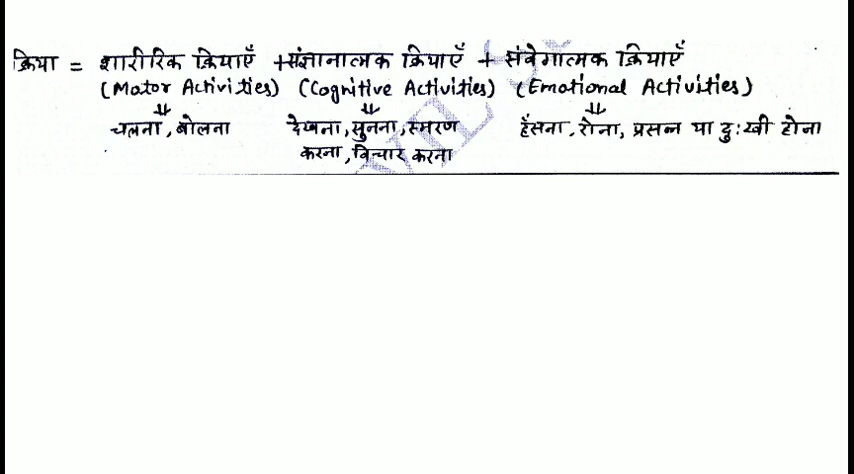 क्रिया = शारीरिक क्रियाएँ + संज्ञानात्मक क्रियाएँ + संवेगात्मक क्रियाएँ
(Motor Activities) (Cognitive Activities) (Emotional Activities)
⇓ ⇓ ⇓
चलना, बोलना देखना, सुनना, स्मरण हँसना, रोना, प्रसन्न या दुःखी होना
करना, विचार करना